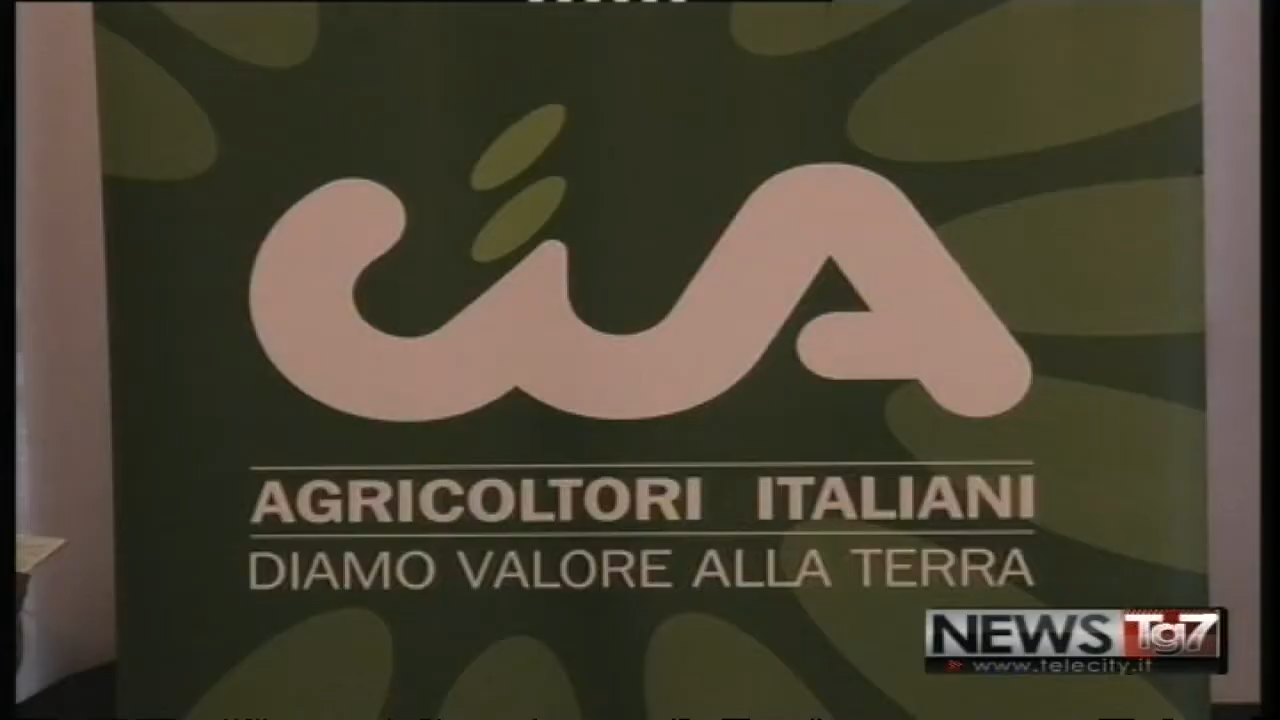 CIA
AGRICOLTORI ITALIANI
DIAMO VALORE ALLA TERRA
NEWS Tg7
www.telecity.it